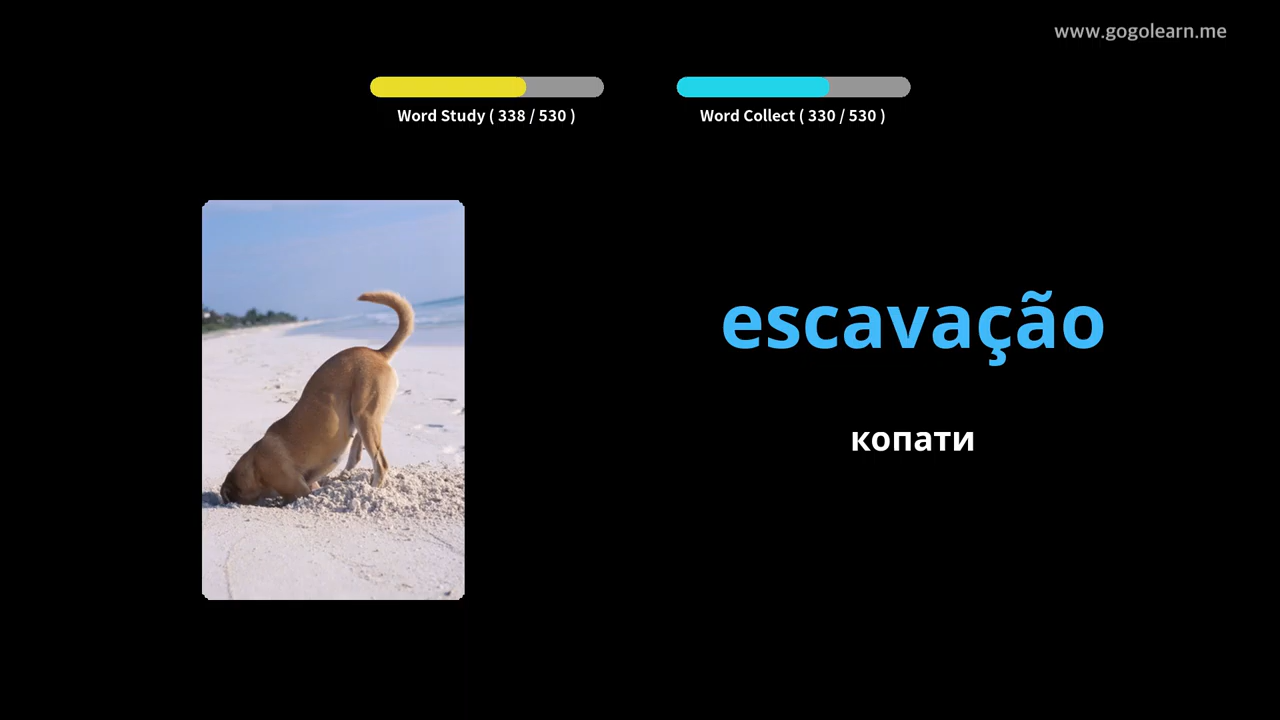 www.gogolearn.me
Word Study ( 338 / 530 )
Word Collect ( 330 / 530 )
escavação
копати